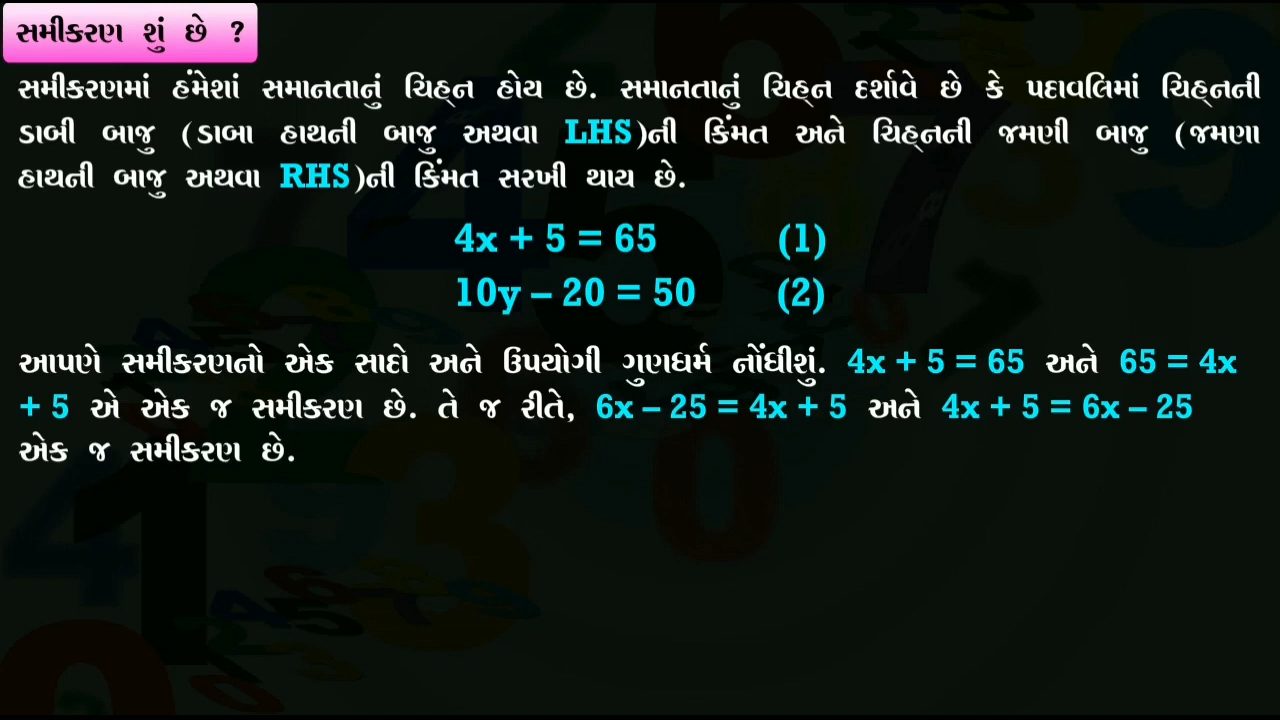 સમીકરણ શું છે ?
સમીકરણમાં હંમેશાં સમાનતાનું ચિહ્ન હોય છે. સમાનતાનું ચિહ્ન દર્શાવે છે કે પદાવલિમાં ચિહ્નની
ડાબી બાજુ (ડાબા હાથની બાજુ અથવા LHS)ની કિંમત અને ચિહ્નની જમણી બાજુ (જમણા
હાથની બાજુ અથવા RHS)ની કિંમત સરખી થાય છે.
4x + 5 = 65 (1)
10y – 20 = 50 (2)
આપણે સમીકરણનો એક સાદો અને ઉપયોગી ગુણધર્મ નોંધીશું. 4x + 5 = 65 અને 65 = 4x
+ 5 એ એક જ સમીકરણ છે. તે જ રીતે, 6x – 25 = 4x + 5 અને 4x + 5 = 6x – 25
એક જ સમીકરણ છે.